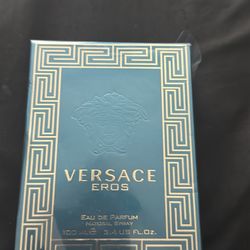 VERSACE
EROS
EAU DE PARFUM
NATURAL SPRAY
100 ml ℮ 3.4 US FL.OZ.